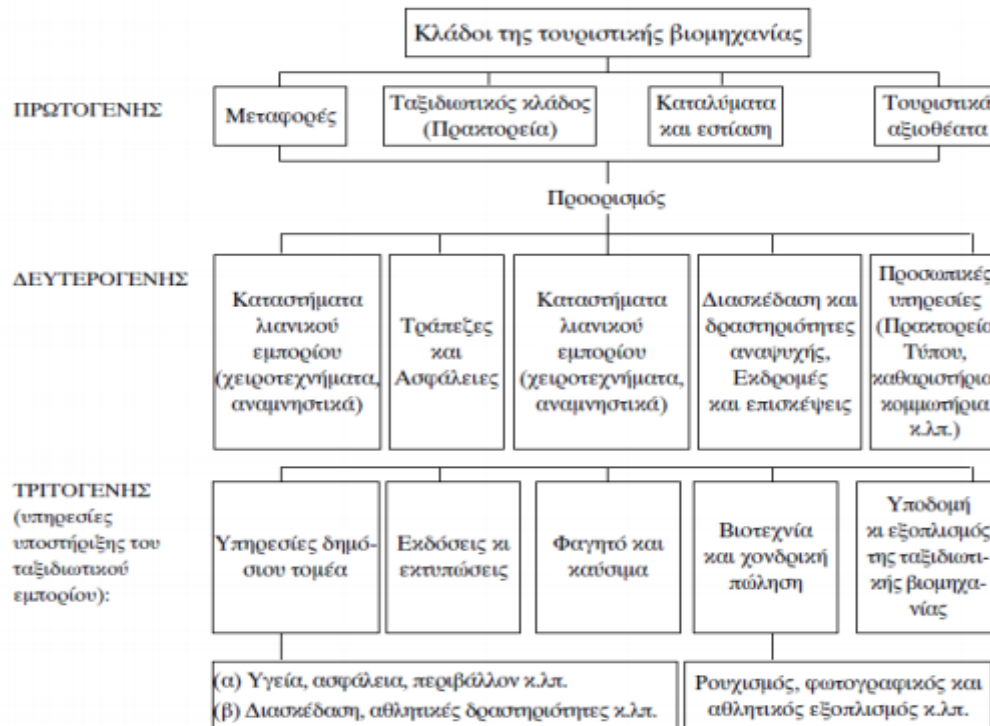 Κλάδοι της τουριστικής βιομηχανίας
ΠΡΩΤΟΓΕΝΗΣ
Μεταφορές
Ταξιδιωτικός κλάδος
(Πρακτορεία)
Καταλύματα
και εστίαση
Τουριστικά
αξιοθέατα
Προορισμός
ΔΕΥΤΕΡΟΓΕΝΗΣ
Καταστήματα
λιανικού
εμπορίου
(χειροτεχνήματα,
αναμνηστικά)
Τράπεζες
και
Ασφάλειες
Καταστήματα
λιανικού
εμπορίου
(χειροτεχνήματα,
αναμνηστικά)
Διασκέδαση και
δραστηριότητες
αναψυχής,
Εκδρομές
και επισκέψεις
Προσωπικές
υπηρεσίες
(Πρακτορεία
Τύπου,
καθαριστήρια
κομμωτήρια
κ.λπ.)
ΤΡΙΤΟΓΕΝΗΣ
(υπηρεσίες
υποστήριξης του
ταξιδιωτικού
εμπορίου):
Υπηρεσίες δημό-
σιου τομέα
Εκδόσεις κι
εκτυπώσεις
Φαγητό και
καύσιμα
Βιοτεχνία
και χονδρική
πώληση
Υποδομή
κι εξοπλισμός
της ταξιδιωτι-
κής βιομηχα-
νίας
(α) Υγεία, ασφάλεια, περιβάλλον κ.λπ.
(β) Διασκέδαση, αθλητικές δραστηριότητες κ.λπ.
Ρουχισμός, φωτογραφικός και
αθλητικός εξοπλισμός κ.λπ.